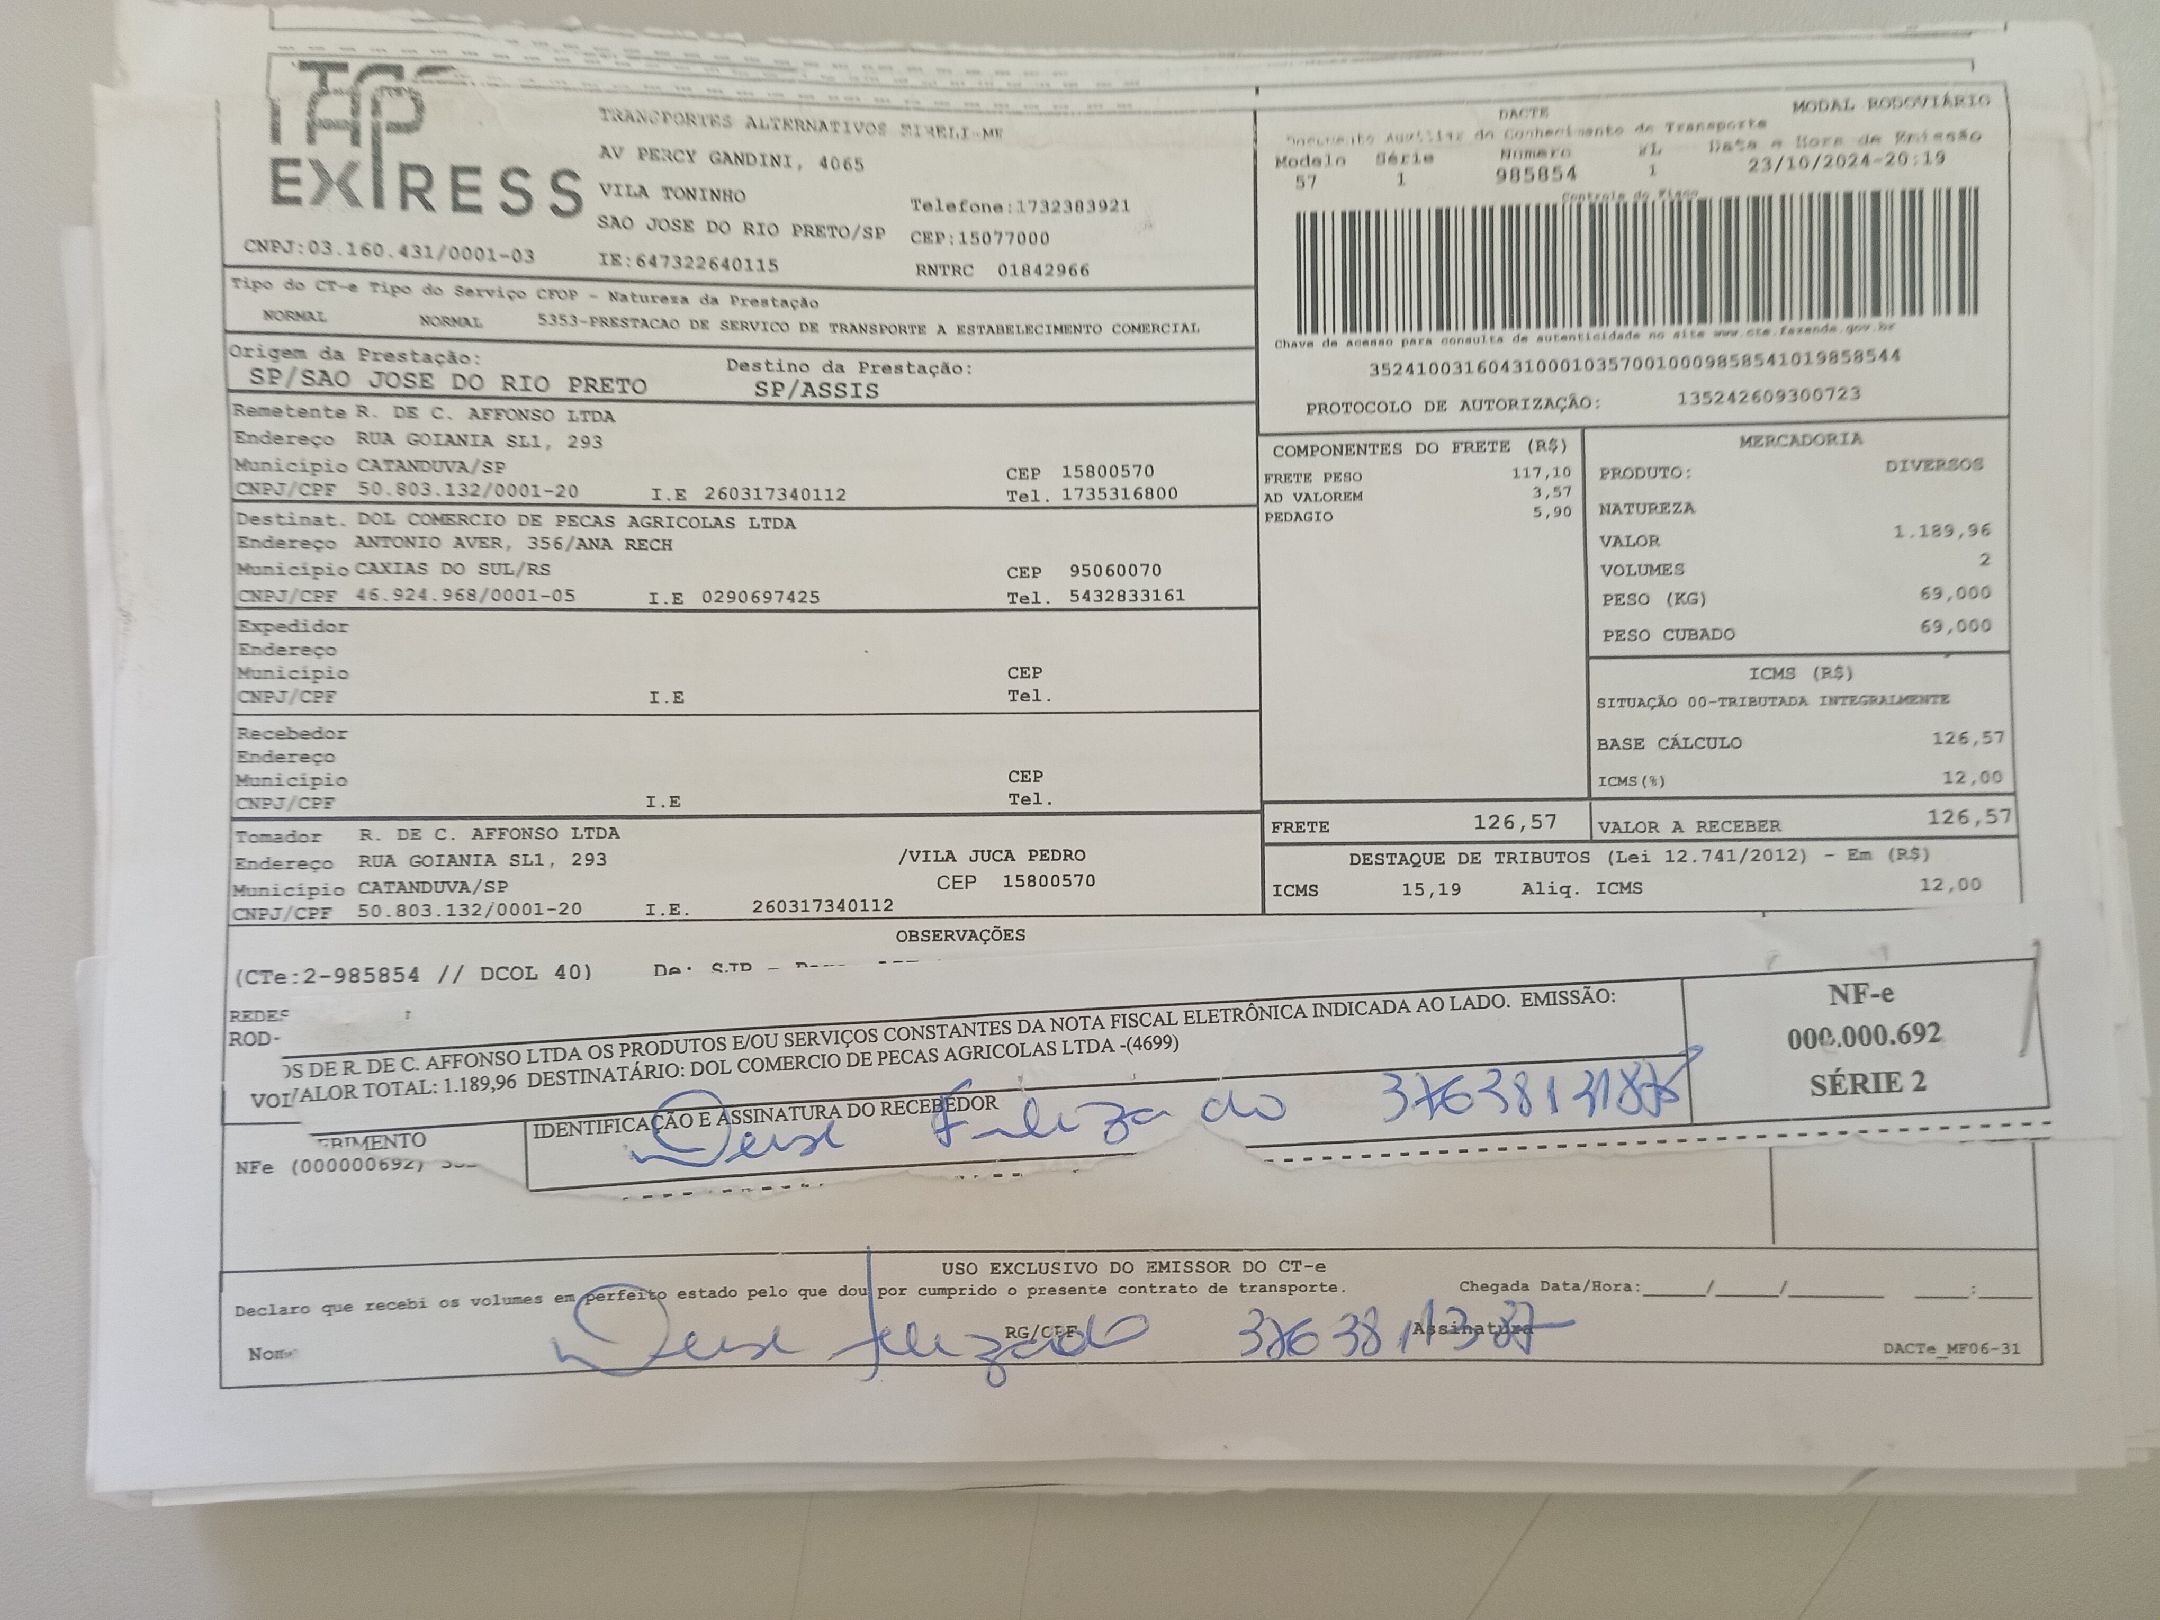 TAP
EXPRESS
CNPJ:03.160.431/0001-03
TRANSPORTES ALTERNATIVOS EIRELI-ME
AV PERCY GANDINI, 4065
VILA TONINHO
SAO JOSE DO RIO PRETO/SP
IE:647322640115
Telefone:1732383921
CEP:15077000
RNTRC 01842966
DACTE MODAL RODOVIÁRIO
Documento Auxiliar do Conhecimento de Transporte
Modelo Série Número FL Data e Hora de Emissão
57 1 985854 1 23/10/2024-20:19
Controle do Fisco
Chave de acesso para consulta de autenticidade no site www.cte.fazenda.gov.br
35241003160431000103570010009858541019858544
PROTOCOLO DE AUTORIZAÇÃO: 135242609300723
Tipo do CT-e Tipo do Serviço CFOP - Natureza da Prestação
NORMAL NORMAL 5353-PRESTACAO DE SERVICO DE TRANSPORTE A ESTABELECIMENTO COMERCIAL
Origem da Prestação: Destino da Prestação:
SP/SAO JOSE DO RIO PRETO SP/ASSIS
Remetente R. DE C. AFFONSO LTDA
Endereço RUA GOIANIA SL1, 293
Município CATANDUVA/SP CEP 15800570
CNPJ/CPF 50.803.132/0001-20 I.E 260317340112 Tel. 1735316800
Destinat. DOL COMERCIO DE PECAS AGRICOLAS LTDA
Endereço ANTONIO AVER, 356/ANA RECH
Município CAXIAS DO SUL/RS CEP 95060070
CNPJ/CPF 46.924.968/0001-05 I.E 0290697425 Tel. 5432833161
Expedidor
Endereço
Município CEP
CNPJ/CPF I.E Tel.
Recebedor
Endereço
Município CEP
CNPJ/CPF I.E Tel.
Tomador R. DE C. AFFONSO LTDA
Endereço RUA GOIANIA SL1, 293 /VILA JUCA PEDRO
Município CATANDUVA/SP CEP 15800570
CNPJ/CPF 50.803.132/0001-20 I.E. 260317340112
COMPONENTES DO FRETE (R$)
FRETE PESO 117,10
AD VALOREM 3,57
PEDAGIO 5,90
MERCADORIA
PRODUTO: DIVERSOS
NATUREZA
VALOR 1.189,96
VOLUMES 2
PESO (KG) 69,000
PESO CUBADO 69,000
ICMS (R$)
SITUAÇÃO 00-TRIBUTADA INTEGRALMENTE
BASE CÁLCULO 126,57
ICMS(%) 12,00
FRETE 126,57 VALOR A RECEBER 126,57
DESTAQUE DE TRIBUTOS (Lei 12.741/2012) - Em (R$)
ICMS 15,19 Aliq. ICMS 12,00
OBSERVAÇÕES
(CTe:2-985854 // DCOL 40) De: SJP -
REDES
ROD-
OS DE R. DE C. AFFONSO LTDA OS PRODUTOS E/OU SERVIÇOS CONSTANTES DA NOTA FISCAL ELETRÔNICA INDICADA AO LADO. EMISSÃO:
VOL VALOR TOTAL: 1.189,96 DESTINATÁRIO: DOL COMERCIO DE PECAS AGRICOLAS LTDA -(4699)
ERIMENTO IDENTIFICAÇÃO E ASSINATURA DO RECEBEDOR
NF-e
000.000.692
SÉRIE 2
NFe (000000692)
USO EXCLUSIVO DO EMISSOR DO CT-e
Declaro que recebi os volumes em perfeito estado pelo que dou por cumprido o presente contrato de transporte. Chegada Data/Hora:____/____/______ ___:___
Nome RG/CPF Assinatura
DACTe_MF06-31